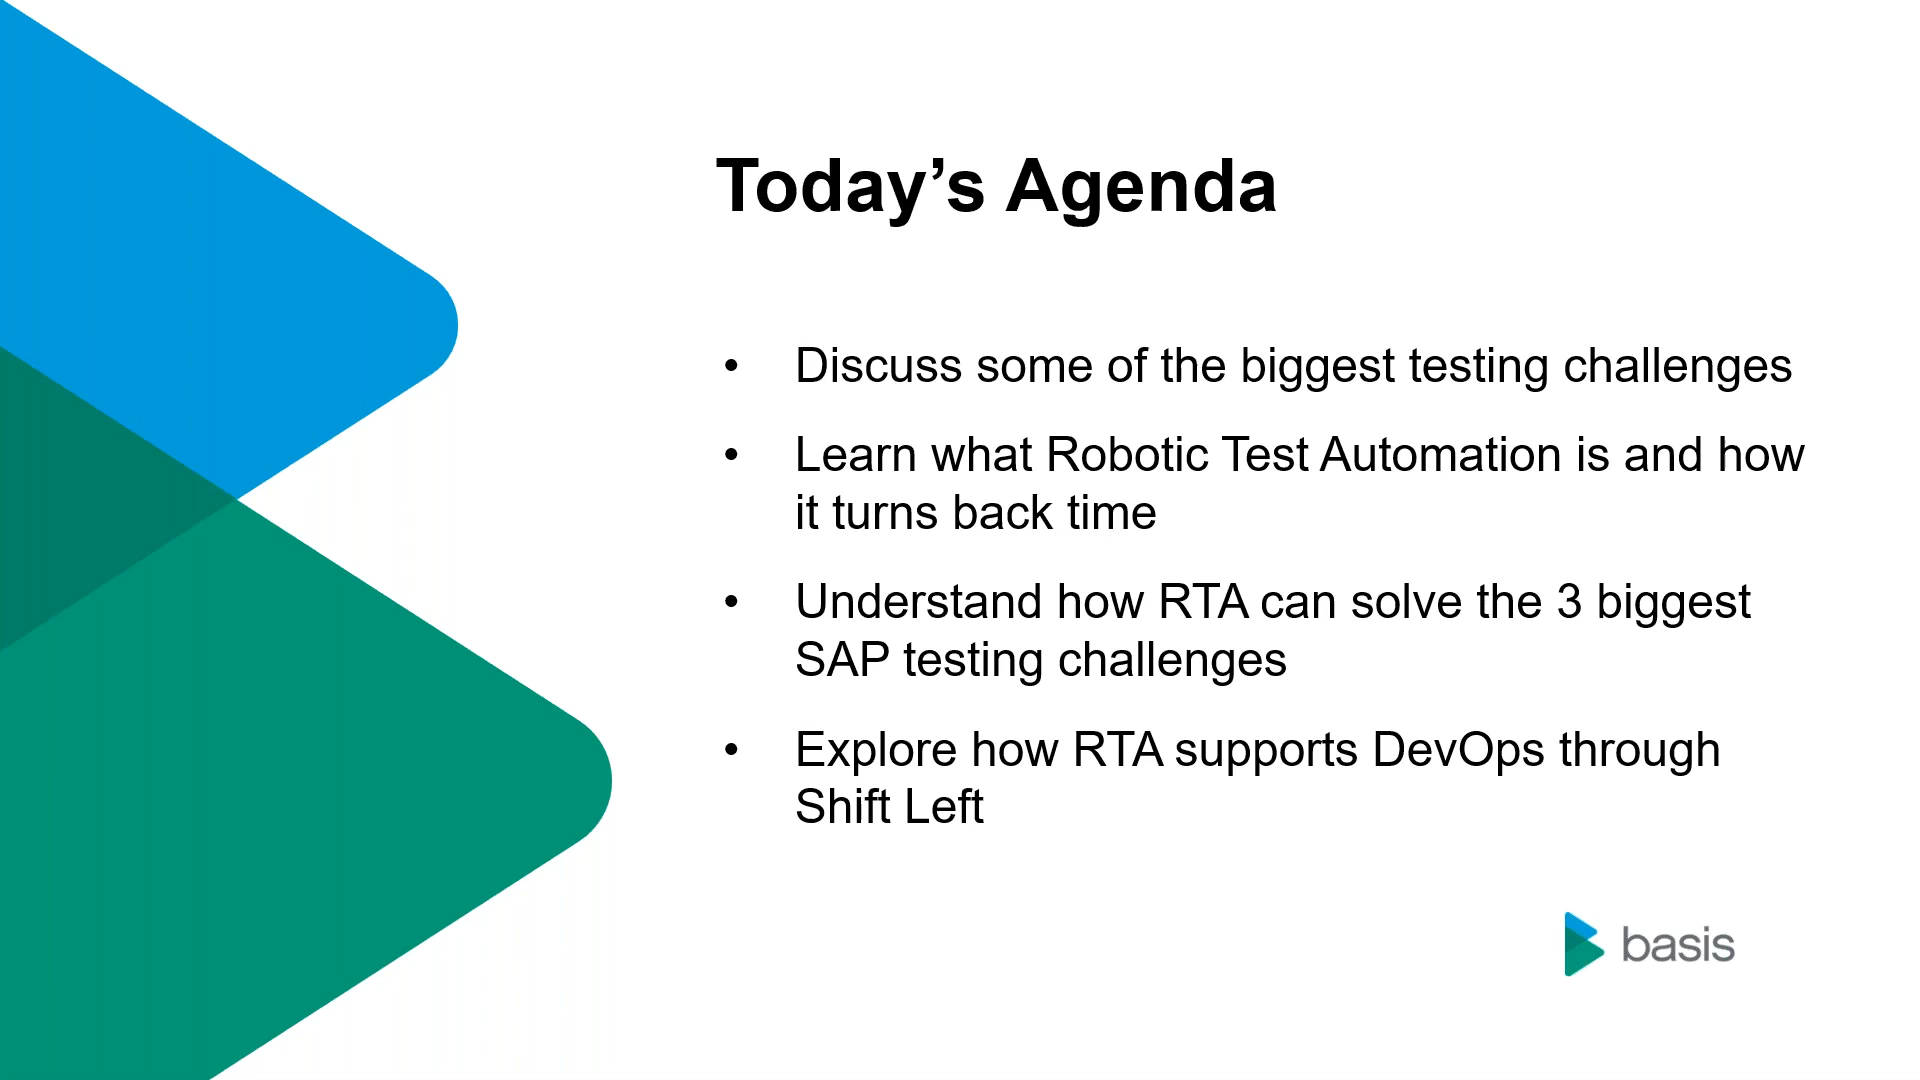 Today’s Agenda
• Discuss some of the biggest testing challenges
• Learn what Robotic Test Automation is and how
it turns back time
• Understand how RTA can solve the 3 biggest
SAP testing challenges
• Explore how RTA supports DevOps through
Shift Left
basis